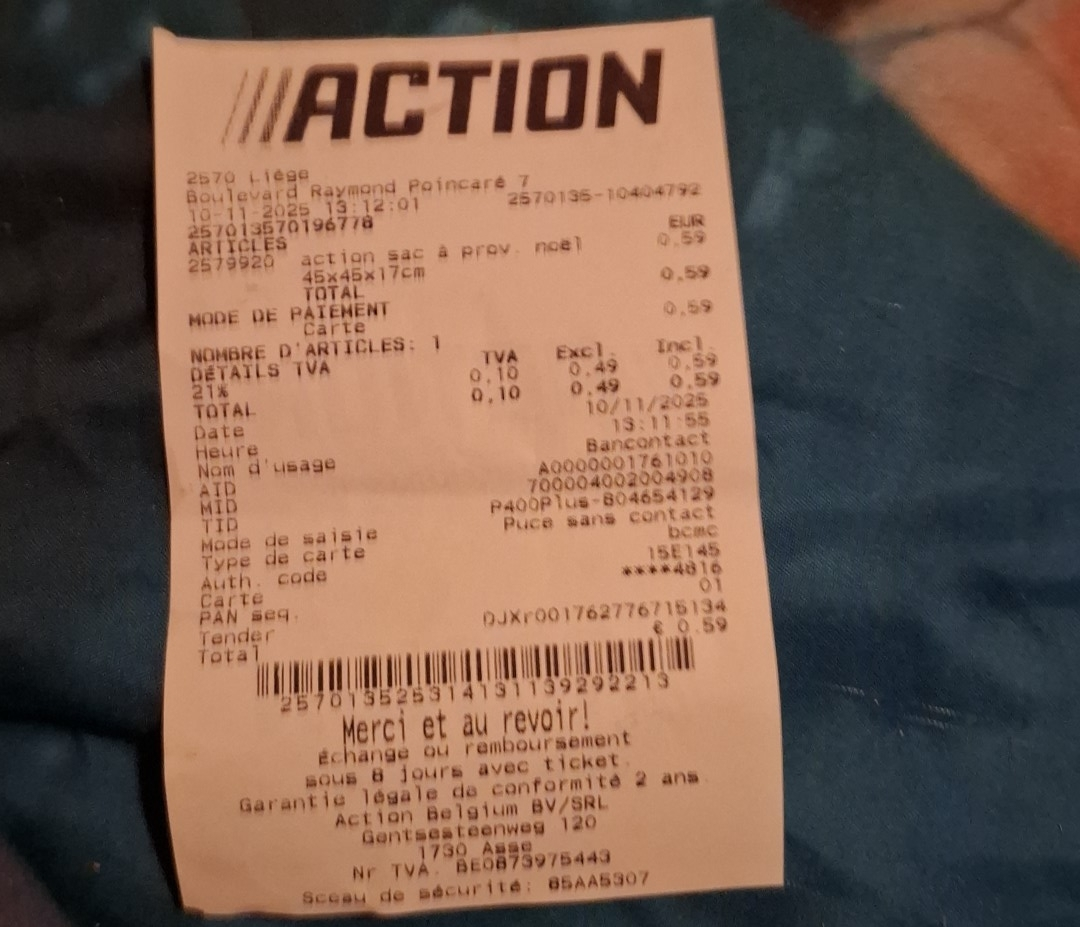 ACTION
2570 Liège
Boulevard Raymond Poincaré 7
10-11-2025 13:12:01 2570135-10404792
257013570196778
EUR
ARTICLES
2579920 action sac à prov. noël 0,59
45x45x17cm
TOTAL 0,59
MODE DE PAIEMENT
Carte 0,59
NOMBRE D'ARTICLES: 1
DÉTAILS TVA TVA Excl. Incl.
21% 0,10 0,49 0,59
TOTAL 0,10 0,49 0,59
Date 10/11/2025
Heure 13:11:55
Nom d'usage Bancontact
AID A0000001761010
MID 700004002004908
TID P400Plus-804654129
Mode de saisie Puce sans contact
Type de carte bcmc
Auth. code 15E145
Carte ****4816
PAN seq. 01
Tender DJXr001762776715134
Total € 0.59
257013525314131139292213
Merci et au revoir!
Échange ou remboursement
sous 8 jours avec ticket.
Garantie légale de conformité 2 ans.
Action Belgium BV/SRL
Gentsesteenweg 120
1730 Asse
Nr TVA. BE0873975443
Sceau de sécurité: 85AA5307